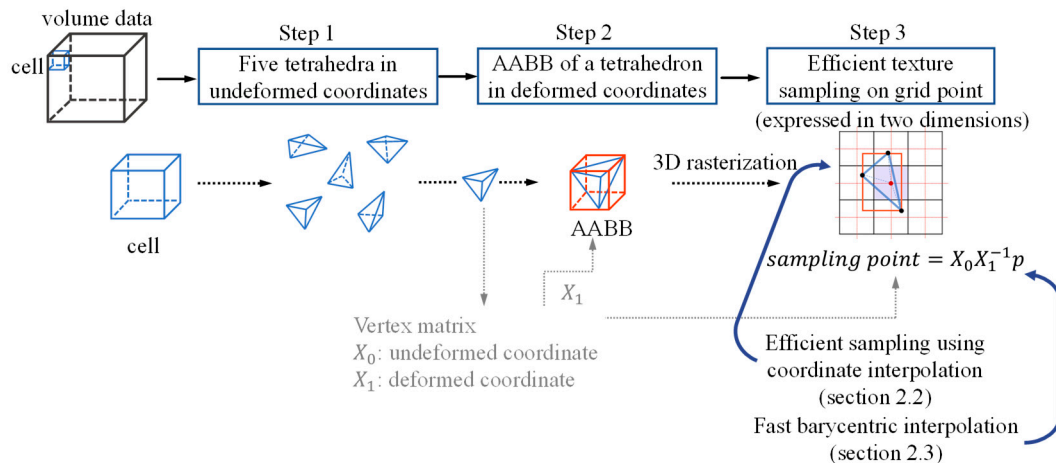 volume data
cell
Step 1
Five tetrahedra in
undeformed coordinates
Step 2
AABB of a tetrahedron
in deformed coordinates
Step 3
Efficient texture
sampling on grid point
(expressed in two dimensions)
cell
AABB
3D rasterization
sampling point = X₀X₁⁻¹p
X₁
Vertex matrix
X₀: undeformed coordinate
X₁: deformed coordinate
Efficient sampling using
coordinate interpolation
(section 2.2)
Fast barycentric interpolation
(section 2.3)